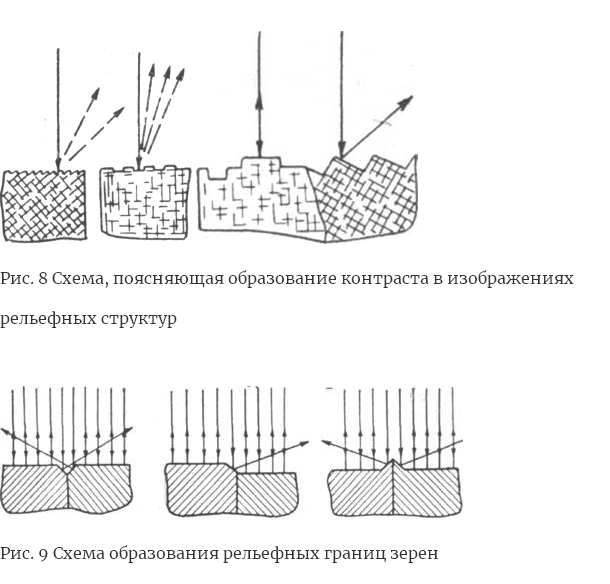 Рис. 8 Схема, поясняющая образование контраста в изображениях
рельефных структур
Рис. 9 Схема образования рельефных границ зерен